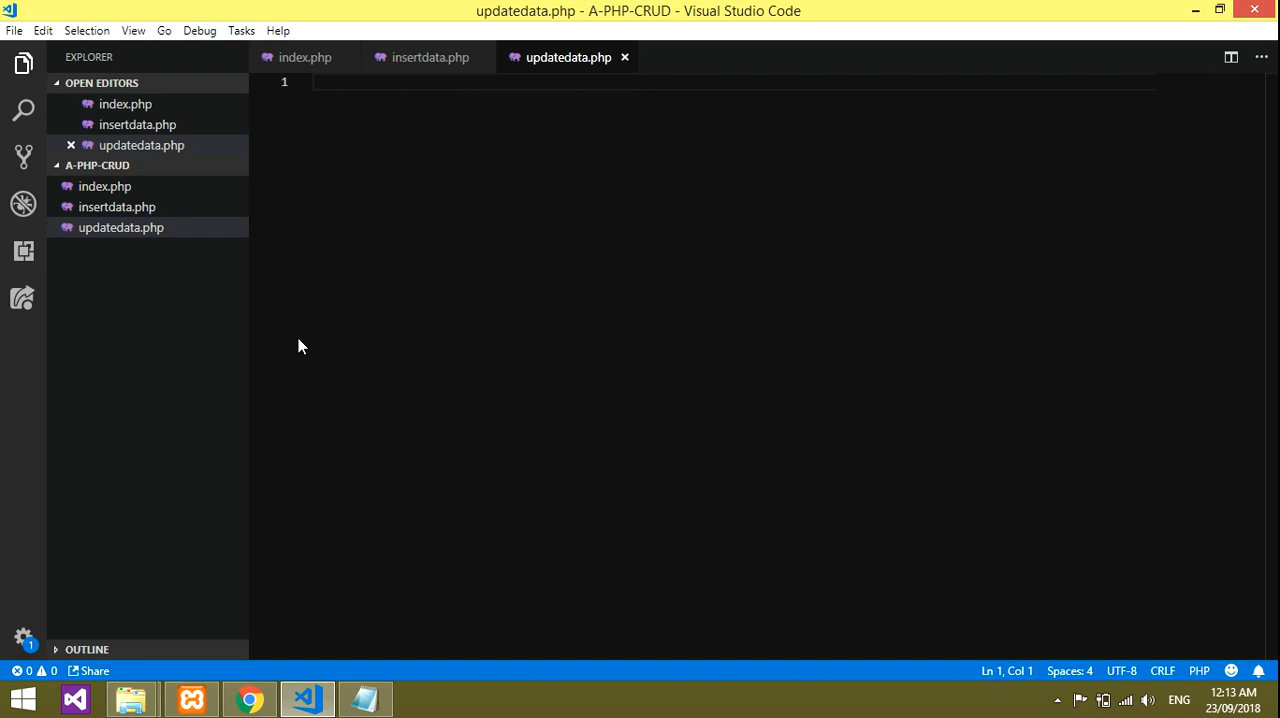 updatedata.php - A-PHP-CRUD - Visual Studio Code
File Edit Selection View Go Debug Tasks Help
EXPLORER
OPEN EDITORS
index.php
insertdata.php
updatedata.php
A-PHP-CRUD
index.php
insertdata.php
updatedata.php
OUTLINE
index.php insertdata.php updatedata.php
1
1
0 0 Share
Ln 1, Col 1 Spaces: 4 UTF-8 CRLF PHP
ENG
12:13 AM
23/09/2018